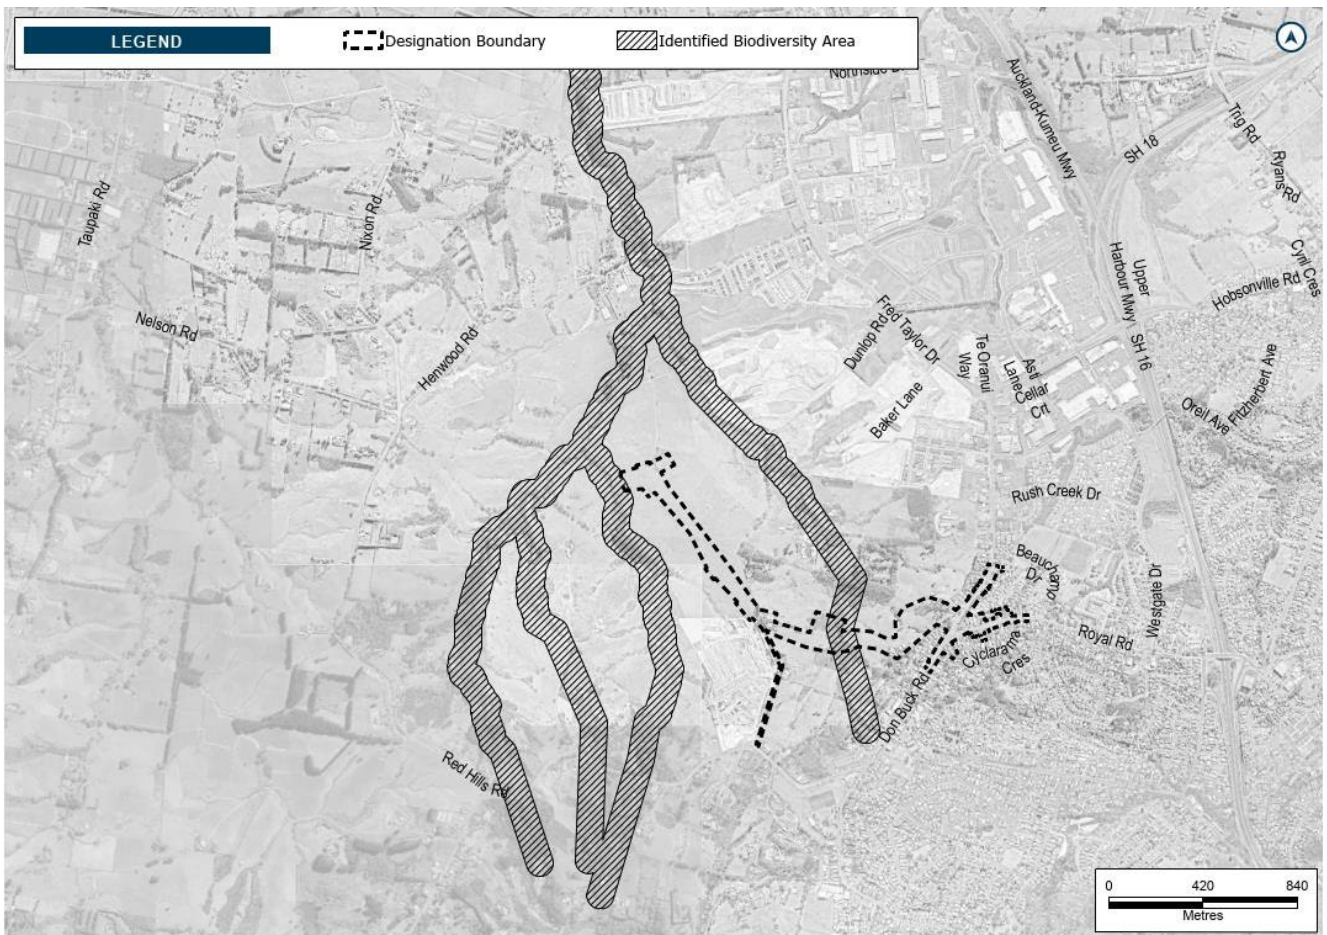 LEGEND
Designation Boundary
Identified Biodiversity Area
Auckland-Kumeu Mwy
SH 18
Trig Rd
Ryans Rd
Cyril Cres
Taupaki Rd
Nixon Rd
Upper
Harbour Mwy
Hobsonville Rd
Nelson Rd
Henwood Rd
Dunlop Rd
Fred Taylor Dr
Te Oranui
Way
Asti
Lane
Cellar
Crt
SH 16
Baker Lane
Oreil Ave
Fitzherbert Ave
Rush Creek Dr
Beauchamp
Dr
Westgate Dr
Royal Rd
Cyclarama
Cres
Don Buck Rd
Red Hills Rd
0 420 840
Metres